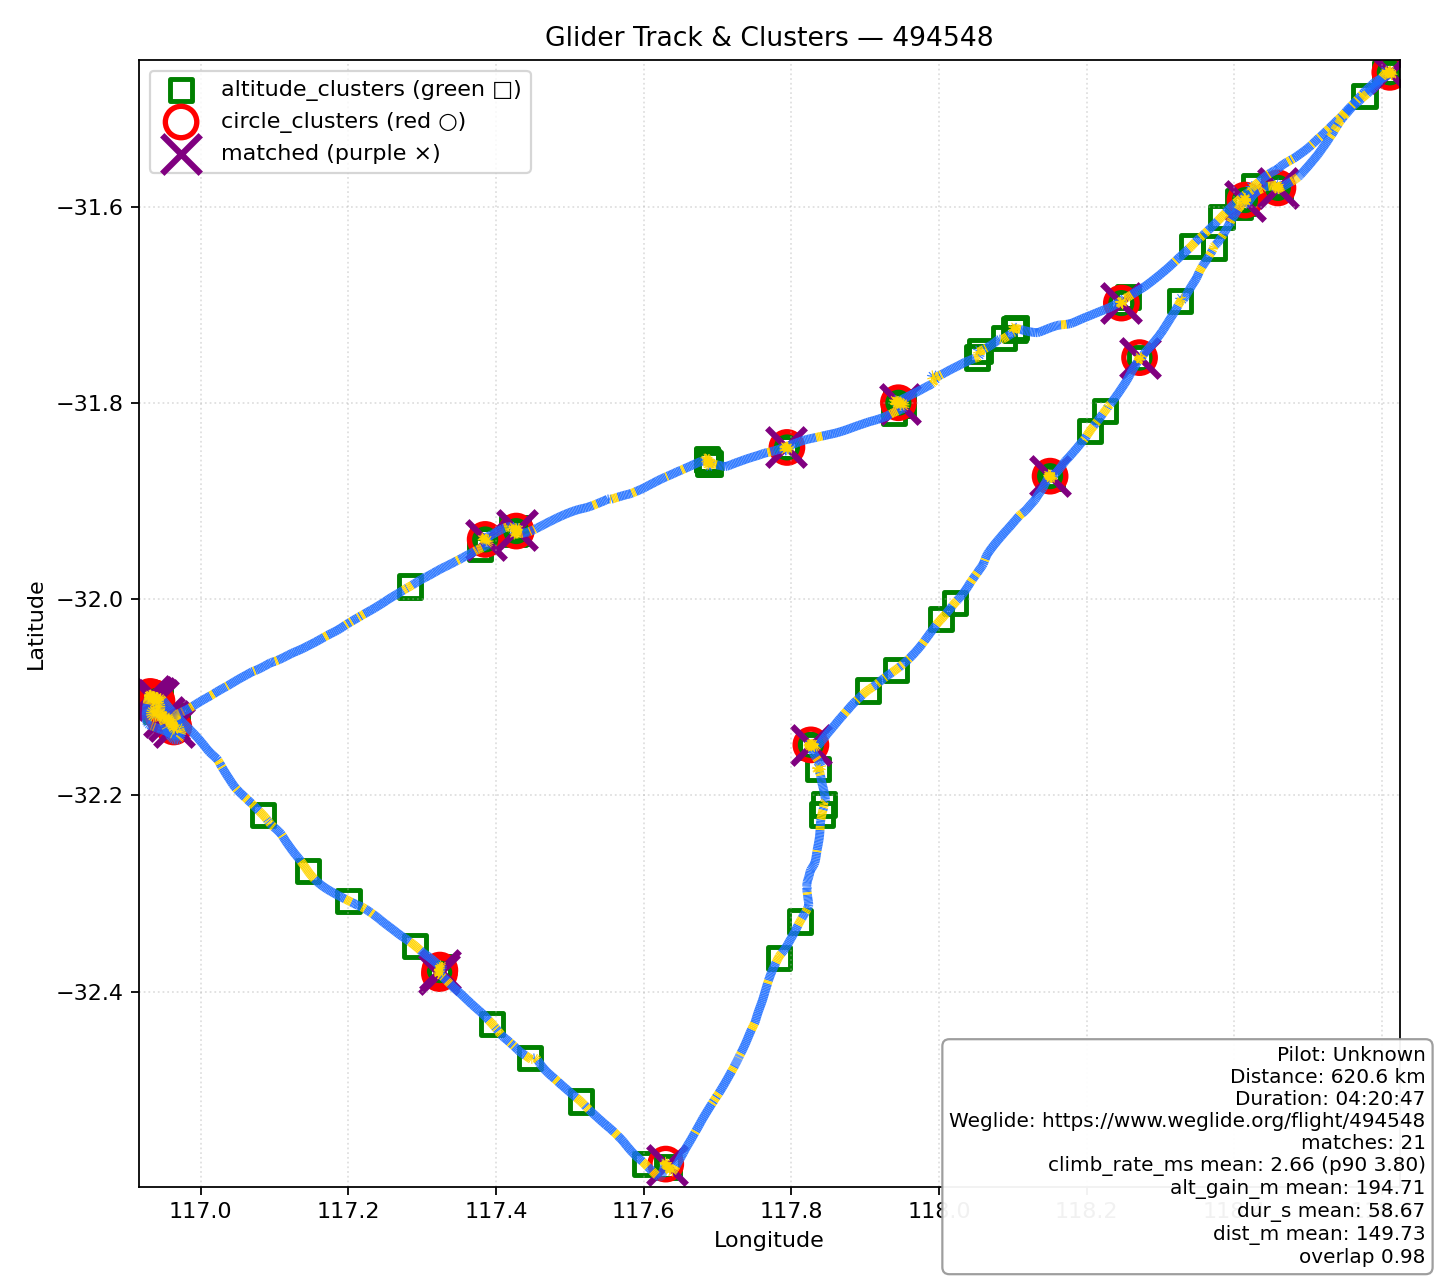 Glider Track & Clusters — 494548
altitude_clusters (green □)
circle_clusters (red ○)
matched (purple ×)
Latitude
−31.6
−31.8
−32.0
−32.2
−32.4
117.0
117.2
117.4
117.6
117.8
118.0
118.2
Longitude
Pilot: Unknown
Distance: 620.6 km
Duration: 04:20:47
Weglide: https://www.weglide.org/flight/494548
matches: 21
climb_rate_ms mean: 2.66 (p90 3.80)
alt_gain_m mean: 194.71
dur_s mean: 58.67
dist_m mean: 149.73
overlap 0.98